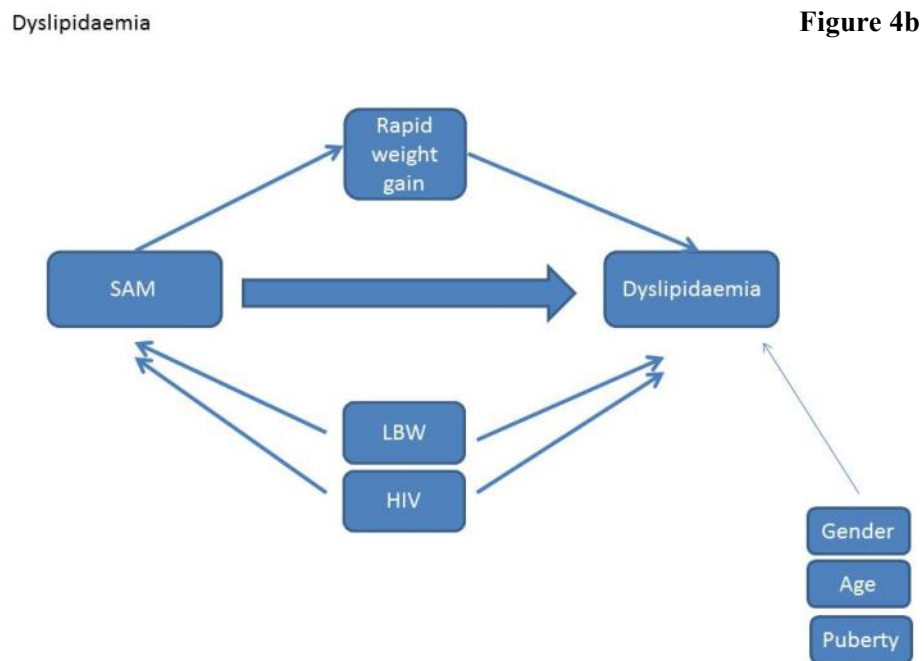 Dyslipidaemia
Figure 4b
Rapid
weight
gain
SAM
Dyslipidaemia
LBW
HIV
Gender
Age
Puberty